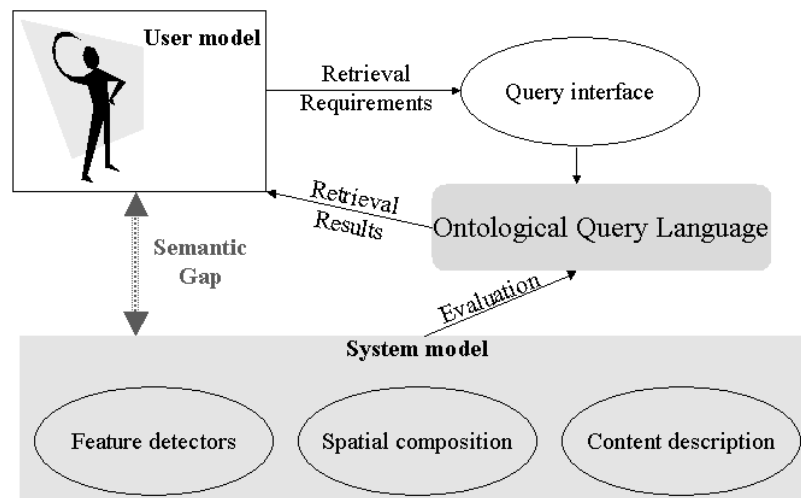 User model
Retrieval
Requirements
Query interface
Retrieval
Results
Ontological Query Language
Semantic
Gap
Evaluation
System model
Feature detectors
Spatial composition
Content description